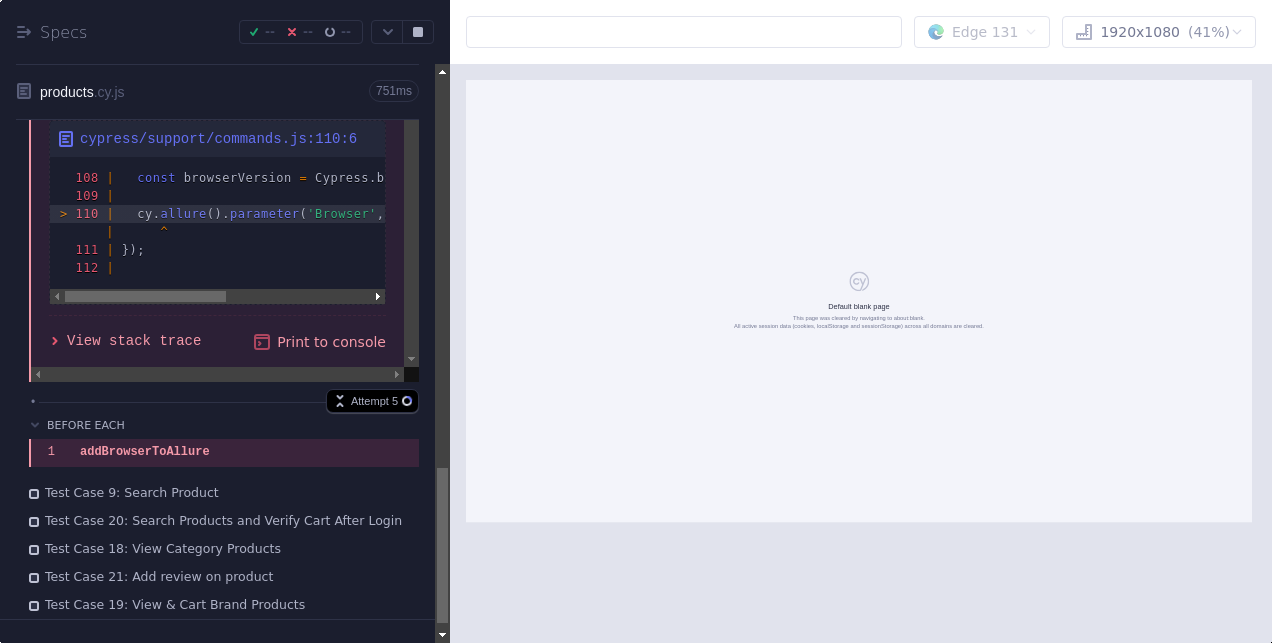 Specs
-- -- --
Edge 131
1920x1080 (41%)
products.cy.js
751ms
cypress/support/commands.js:110:6
108 | const browserVersion = Cypress.b
109 |
> 110 | cy.allure().parameter('Browser',
| ^
111 | });
112 |
View stack trace
Print to console
Attempt 5
BEFORE EACH
1 addBrowserToAllure
Test Case 9: Search Product
Test Case 20: Search Products and Verify Cart After Login
Test Case 18: View Category Products
Test Case 21: Add review on product
Test Case 19: View & Cart Brand Products
cy
Default blank page
This page was cleared by navigating to about:blank.
All active session data (cookies, localStorage and sessionStorage) across all domains are cleared.